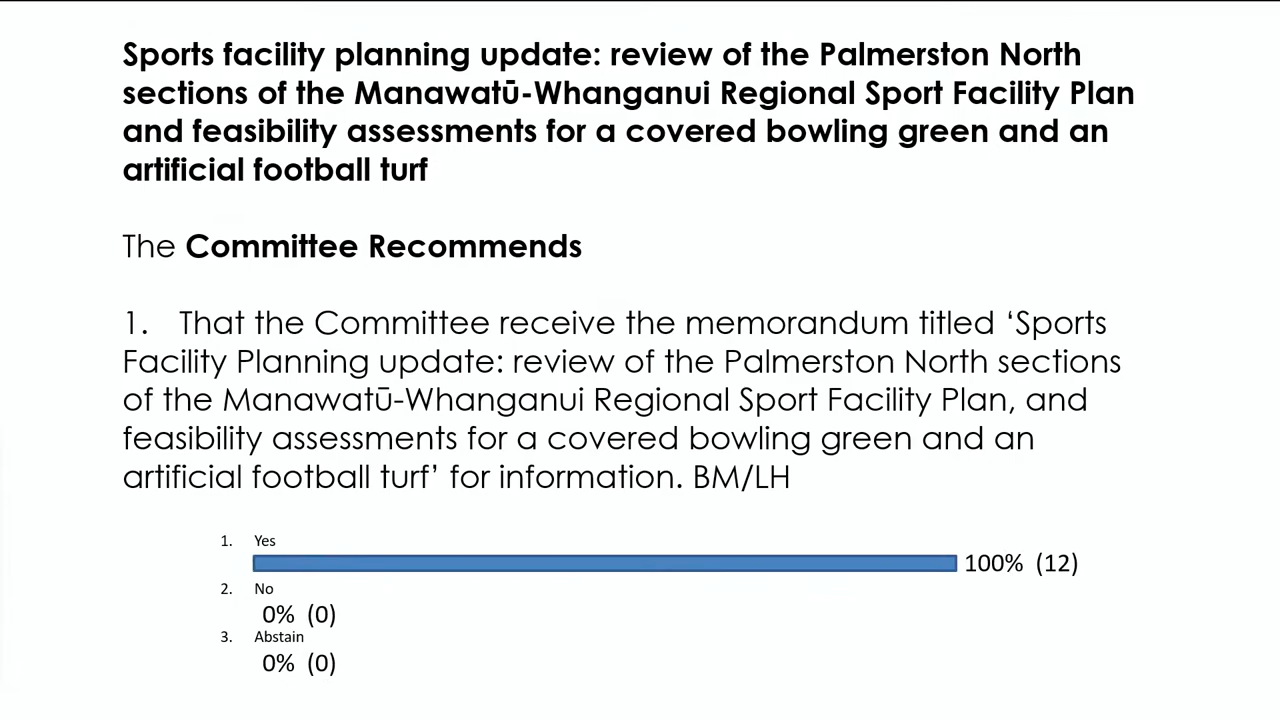 Sports facility planning update: review of the Palmerston North
sections of the Manawatū-Whanganui Regional Sport Facility Plan
and feasibility assessments for a covered bowling green and an
artificial football turf
The Committee Recommends
1. That the Committee receive the memorandum titled ‘Sports
Facility Planning update: review of the Palmerston North sections
of the Manawatū-Whanganui Regional Sport Facility Plan, and
feasibility assessments for a covered bowling green and an
artificial football turf’ for information. BM/LH
1. Yes
100% (12)
2. No
0% (0)
3. Abstain
0% (0)